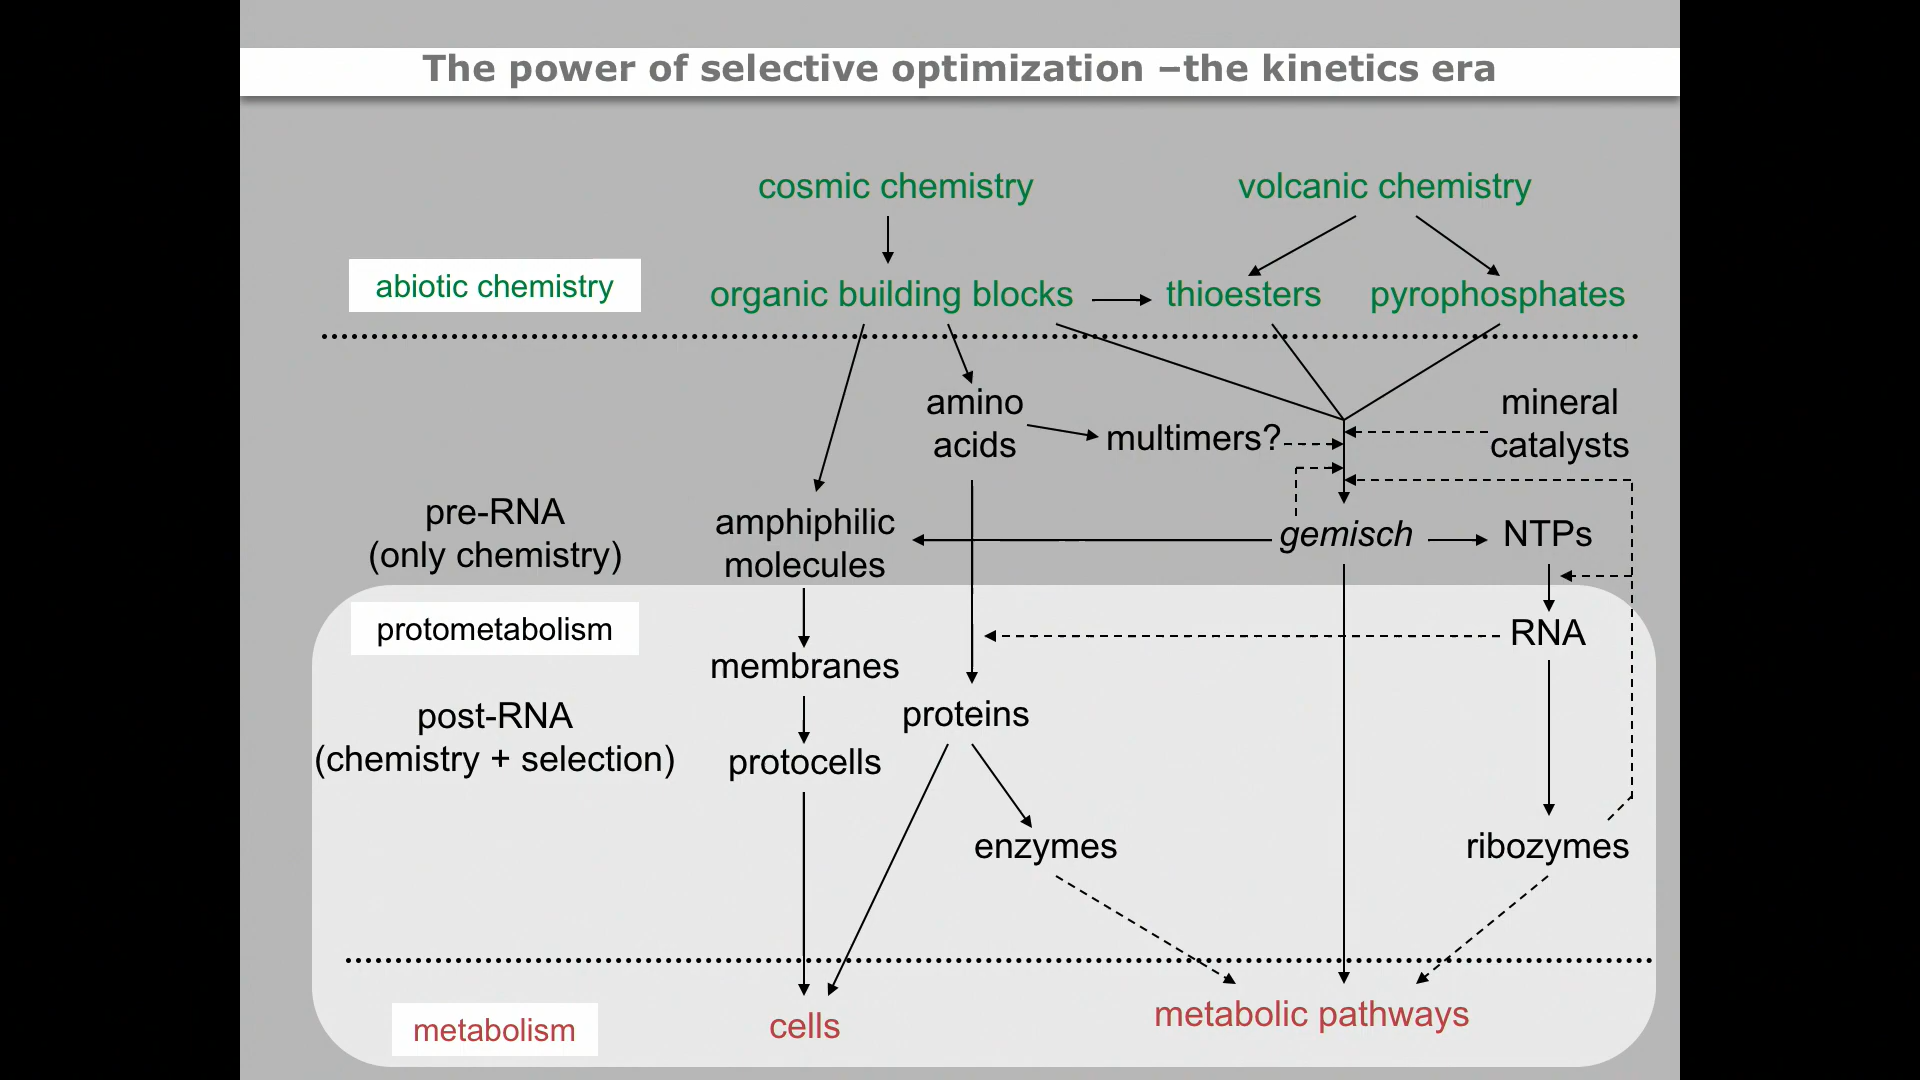 The power of selective optimization –the kinetics era
cosmic chemistry
volcanic chemistry
abiotic chemistry
organic building blocks
thioesters
pyrophosphates
amino
acids
multimers?
mineral
catalysts
pre-RNA
(only chemistry)
amphiphilic
molecules
gemisch
NTPs
protometabolism
RNA
membranes
post-RNA
(chemistry + selection)
proteins
protocells
enzymes
ribozymes
metabolism
cells
metabolic pathways